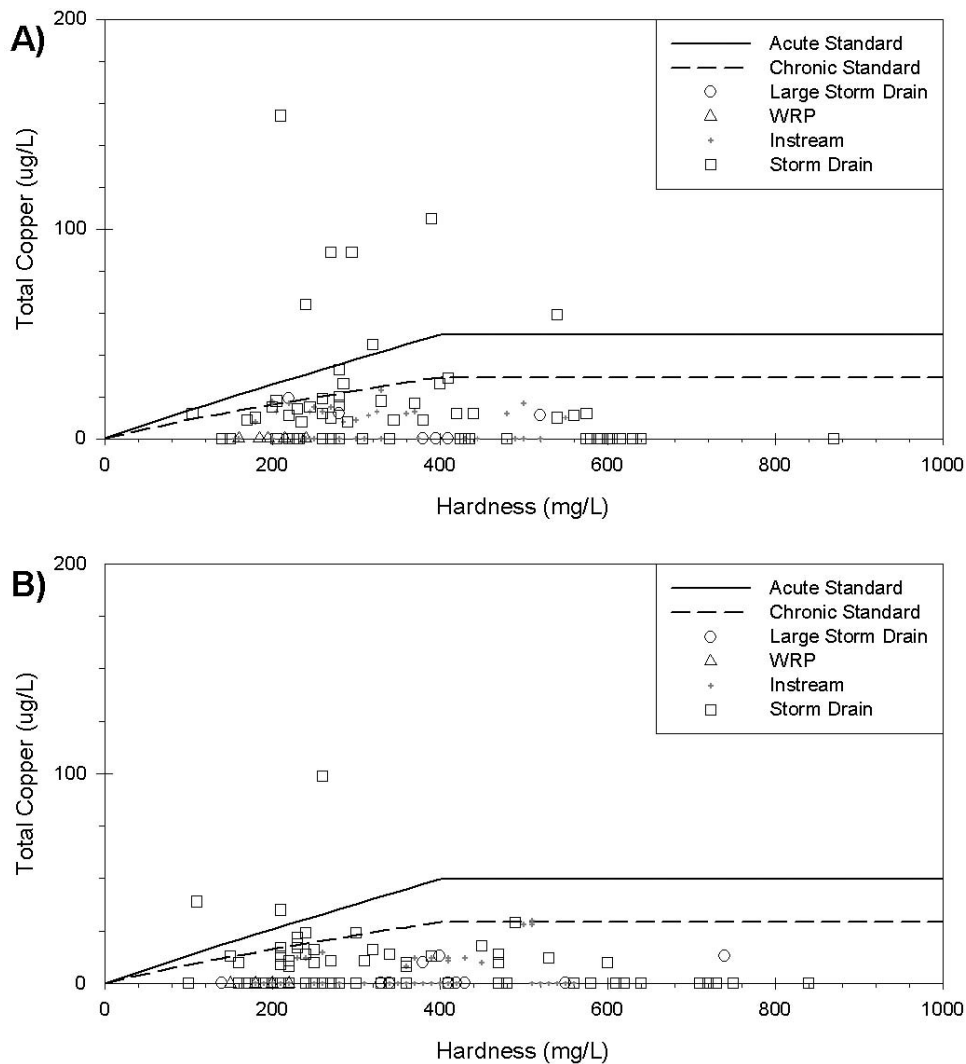 A)
200
100
0
Total Copper (ug/L)
Acute Standard
Chronic Standard
Large Storm Drain
WRP
Instream
Storm Drain
0 200 400 600 800 1000
Hardness (mg/L)
B)
200
100
0
Total Copper (ug/L)
Acute Standard
Chronic Standard
Large Storm Drain
WRP
Instream
Storm Drain
0 200 400 600 800 1000
Hardness (mg/L)